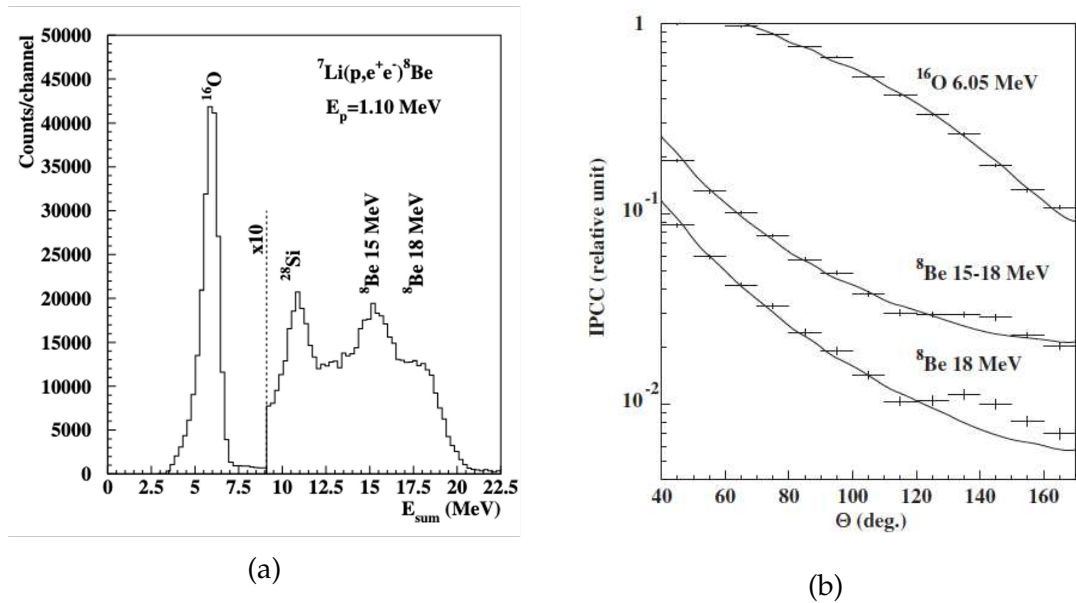 50000
45000
40000
35000
30000
25000
20000
15000
10000
5000
0
Counts/channel
⁷Li(p,e⁺e⁻)⁸Be
Eₚ=1.10 MeV
¹⁶O
x10
²⁸Si
⁸Be 15 MeV
⁸Be 18 MeV
0 2.5 5 7.5 10 12.5 15 17.5 20 22.5
E_sum (MeV)
(a)
1
10⁻¹
10⁻²
IPCC (relative unit)
¹⁶O 6.05 MeV
⁸Be 15-18 MeV
⁸Be 18 MeV
40 60 80 100 120 140 160
Θ (deg.)
(b)